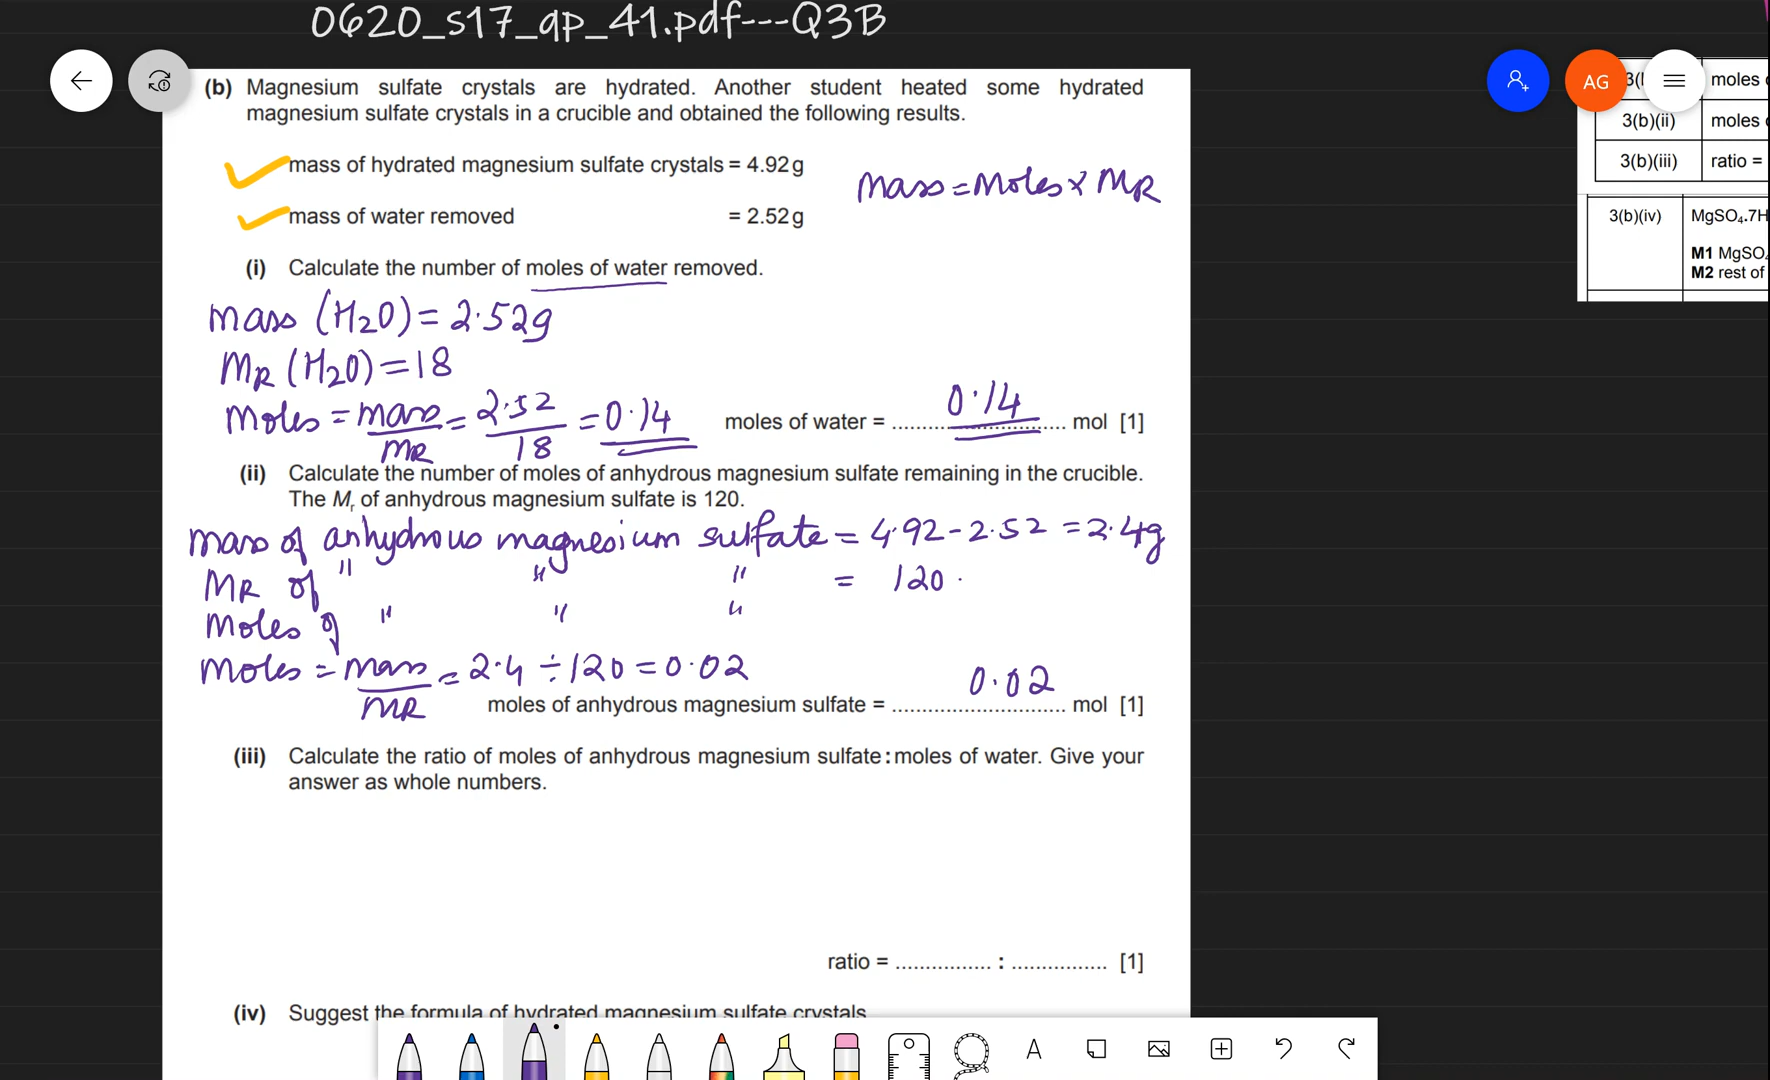 0620_s17_qp_41.pdf---Q3B
(b) Magnesium sulfate crystals are hydrated. Another student heated some hydrated
magnesium sulfate crystals in a crucible and obtained the following results.
mass of hydrated magnesium sulfate crystals = 4.92 g
mass = moles × MR
mass of water removed = 2.52 g
(i) Calculate the number of moles of water removed.
mass (H2O) = 2.52g
MR (H2O) = 18
moles = mass/MR = 2.52/18 = 0.14
moles of water = 0.14 mol [1]
(ii) Calculate the number of moles of anhydrous magnesium sulfate remaining in the crucible.
The Mr of anhydrous magnesium sulfate is 120.
mass of anhydrous magnesium sulfate = 4.92 - 2.52 = 2.4g
MR of " " " = 120.
Moles of " " "
moles = mass/MR = 2.4 ÷ 120 = 0.02
moles of anhydrous magnesium sulfate = 0.02 mol [1]
(iii) Calculate the ratio of moles of anhydrous magnesium sulfate : moles of water. Give your
answer as whole numbers.
ratio = ................ : ................ [1]
(iv) Suggest the formula of hydrated magnesium sulfate crystals
AG
moles
3(b)(ii) moles
3(b)(iii) ratio =
3(b)(iv) MgSO4.7H
M1 MgSO4
M2 rest of
A